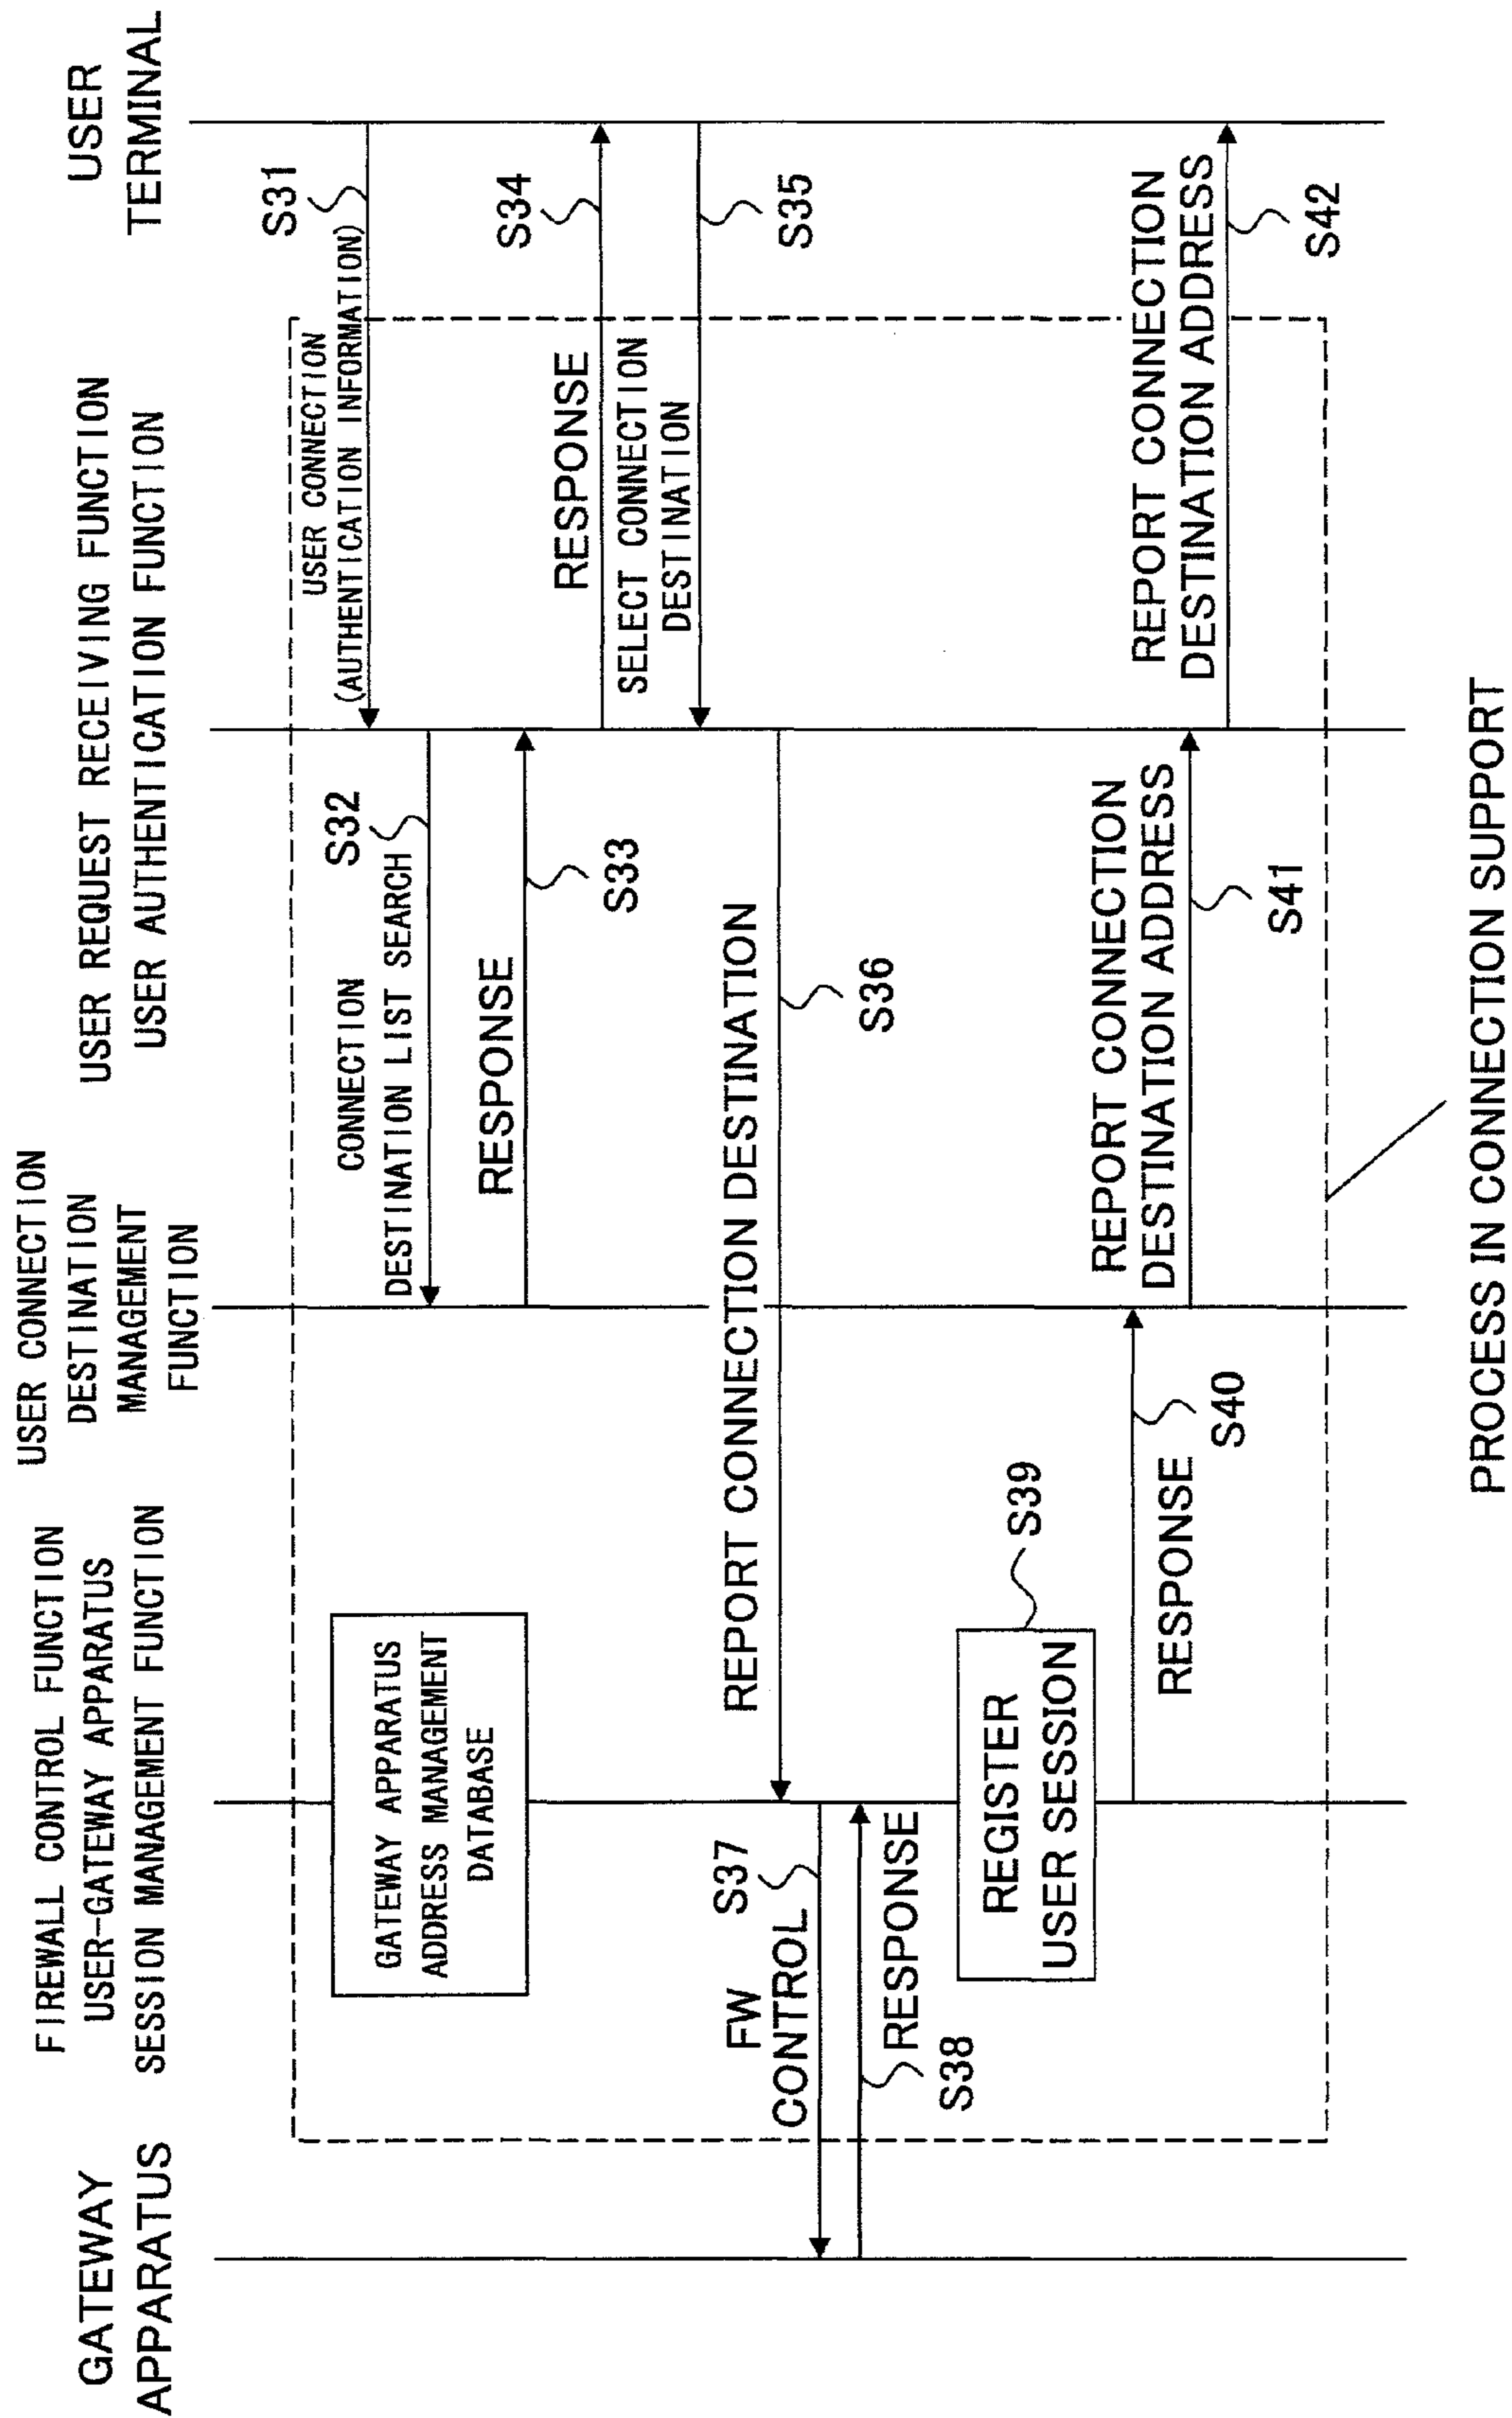 GATEWAY
APPARATUS
FIREWALL CONTROL FUNCTION
USER-GATEWAY APPARATUS
SESSION MANAGEMENT FUNCTION
USER CONNECTION
DESTINATION
MANAGEMENT
FUNCTION
USER REQUEST RECEIVING FUNCTION
USER AUTHENTICATION FUNCTION
USER
TERMINAL
S31
USER CONNECTION
(AUTHENTICATION INFORMATION)
S32
CONNECTION
DESTINATION LIST SEARCH
GATEWAY APPARATUS
ADDRESS MANAGEMENT
DATABASE
RESPONSE
S33
S34
RESPONSE
SELECT CONNECTION
DESTINATION
S35
REPORT CONNECTION DESTINATION
S36
S37
FW
CONTROL
RESPONSE
S38
REGISTER
USER SESSION
S39
RESPONSE
S40
REPORT CONNECTION
DESTINATION ADDRESS
S41
REPORT CONNECTION
DESTINATION ADDRESS
S42
PROCESS IN CONNECTION SUPPORT